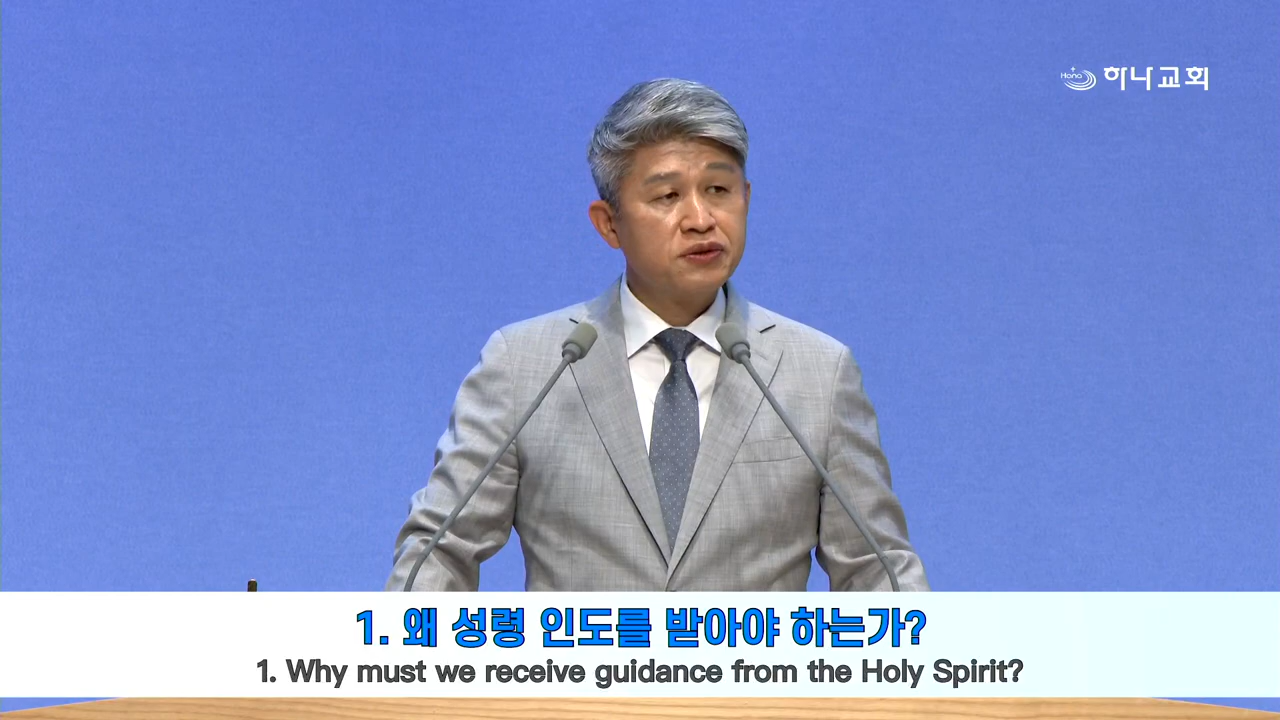 Hana 하나교회
1. 왜 성령 인도를 받아야 하는가?
1. Why must we receive guidance from the Holy Spirit?